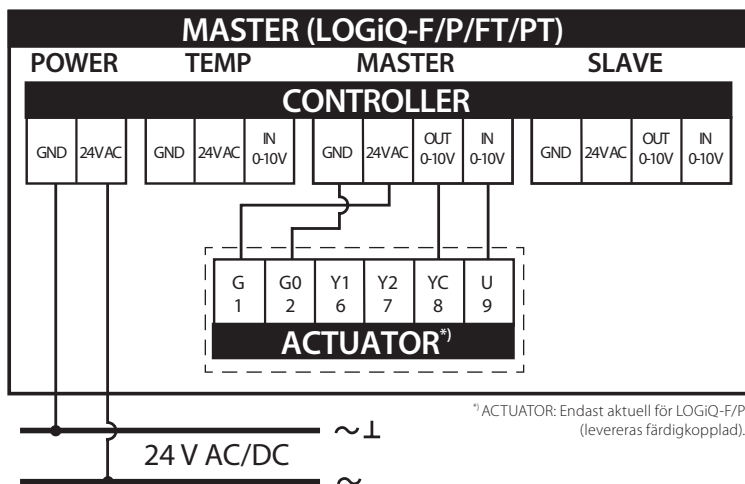 MASTER (LOGiQ-F/P/FT/PT)
POWER TEMP MASTER SLAVE
CONTROLLER
GND 24VAC GND 24VAC IN 0-10V GND 24VAC OUT 0-10V IN 0-10V GND 24VAC OUT 0-10V IN 0-10V
G G0 Y1 Y2 YC U
1 2 6 7 8 9
ACTUATOR*)
*) ACTUATOR: Endast aktuell för LOGiQ-F/P
(levereras färdigkopplad).
~⊥
24 V AC/DC
~